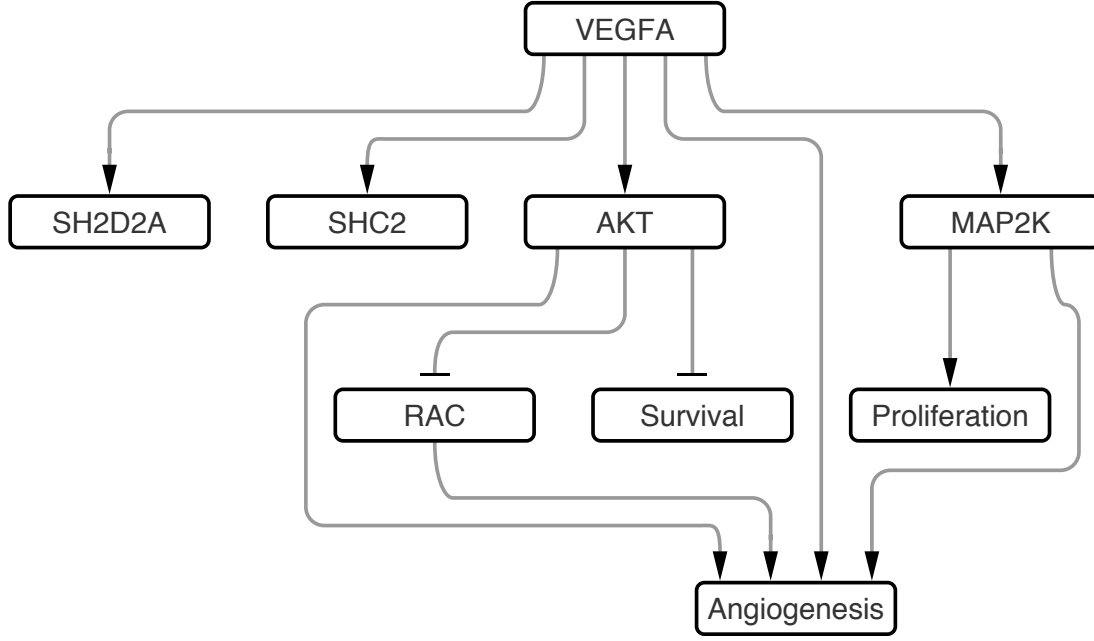 VEGFA
SH2D2A
SHC2
AKT
MAP2K
RAC
Survival
Proliferation
Angiogenesis